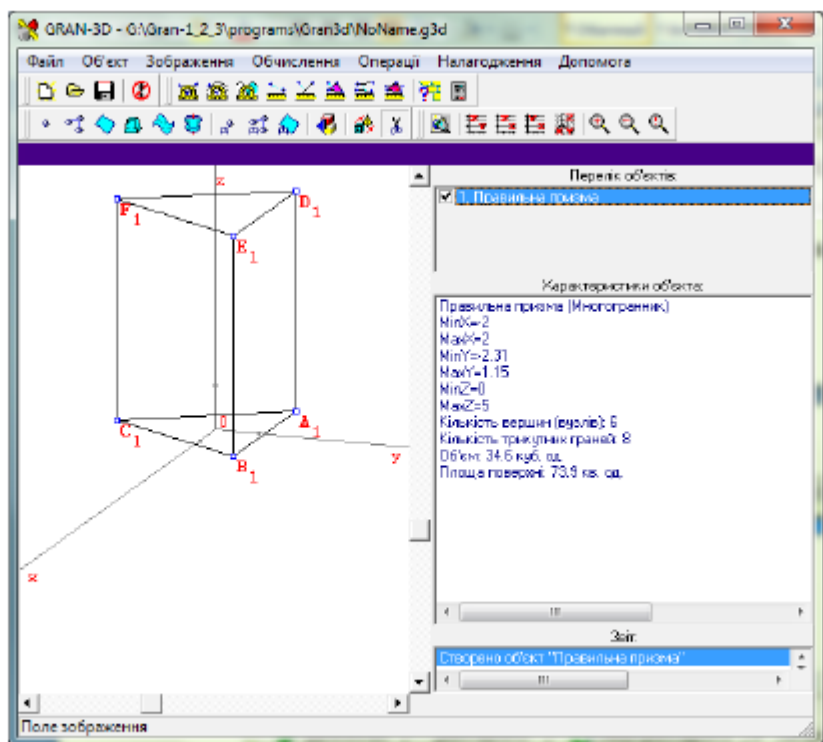 GRAN-3D - G:\Gran-1_2_3\programs\Gran3d\NoName.g3d
Файл Об'єкт Зображення Обчислення Операції Налагодження Допомога
Перелік об'єктів:
1. Правильна призма
z
F1
D1
E1
C1
0
A1
B1
y
x
Характеристики об'єкта:
Правильна призма (Многогранник)
MinX=-2
MaxX=2
MinY=-2.31
MaxY=1.15
MinZ=0
MaxZ=5
Кількість вершин (вузлів): 6
Кількість трикутних граней: 8
Об'єм: 34.6 куб. од.
Площа поверхні: 73.9 кв. од.
Звіт:
Створено об'єкт "Правильна призма"
Поле зображення